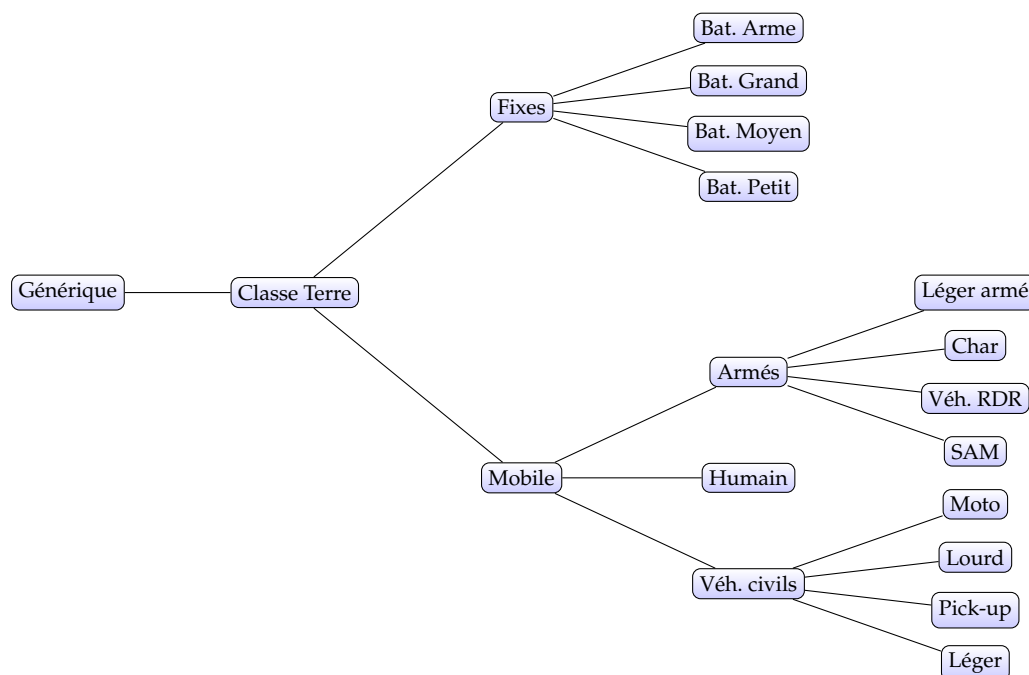 Générique
Classe Terre
Fixes
Bat. Arme
Bat. Grand
Bat. Moyen
Bat. Petit
Mobile
Armés
Léger armé
Char
Véh. RDR
SAM
Humain
Véh. civils
Moto
Lourd
Pick-up
Léger